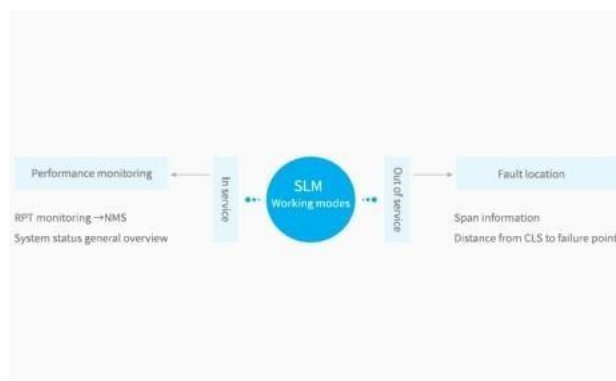 Performance monitoring
RPT monitoring →NMS
System status general overview
In service
SLM
Working modes
Out of service
Fault location
Span information
Distance from CLS to failure point